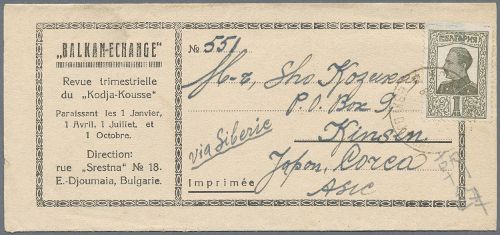 „BALKAN-ECHANGE"
Revue trimestrielle
du „Kodja-Kousse"
Paraissant les 1 Janvier,
1 Avril, 1 Juillet, et
1 Octobre.
Direction:
rue „Srestna" № 18.
E.-Djoumaia, Bulgarie.
№ 551
M-z, Sho Kozucar
P.O. Box 9
Kinsen
Japon, Corea
Asie
via Siberie
Imprimée
БЪЛГАРИЯ
1